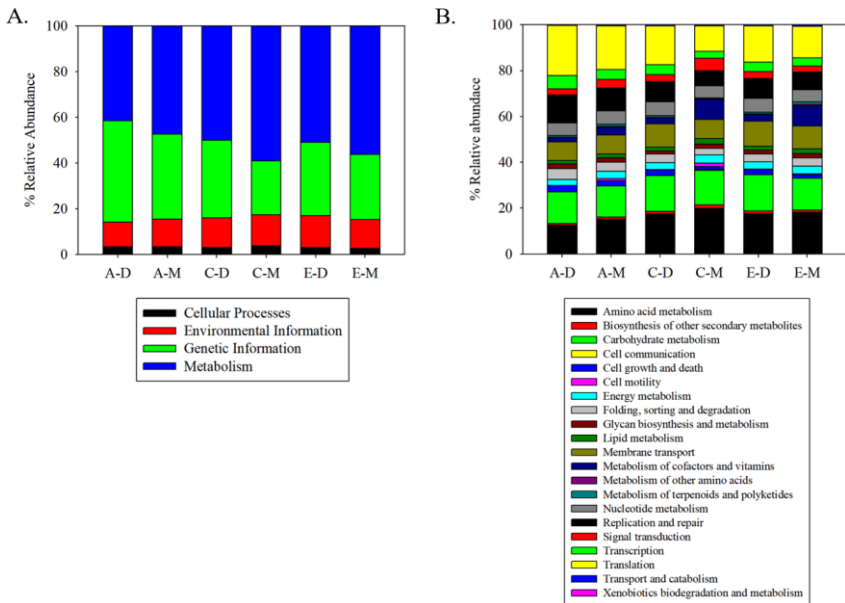 A.
% Relative Abundance
100
80
60
40
20
0
A-D A-M C-D C-M E-D E-M
Cellular Processes
Environmental Information
Genetic Information
Metabolism
B.
% Relative abundace
100
80
60
40
20
0
A-D A-M C-D C-M E-D E-M
Amino acid metabolism
Biosynthesis of other secondary metabolites
Carbohydrate metabolism
Cell communication
Cell growth and death
Cell motility
Energy metabolism
Folding, sorting and degradation
Glycan biosynthesis and metabolism
Lipid metabolism
Membrane transport
Metabolism of cofactors and vitamins
Metabolism of other amino acids
Metabolism of terpenoids and polyketides
Nucleotide metabolism
Replication and repair
Signal transduction
Transcription
Translation
Transport and catabolism
Xenobiotics biodegradation and metabolism